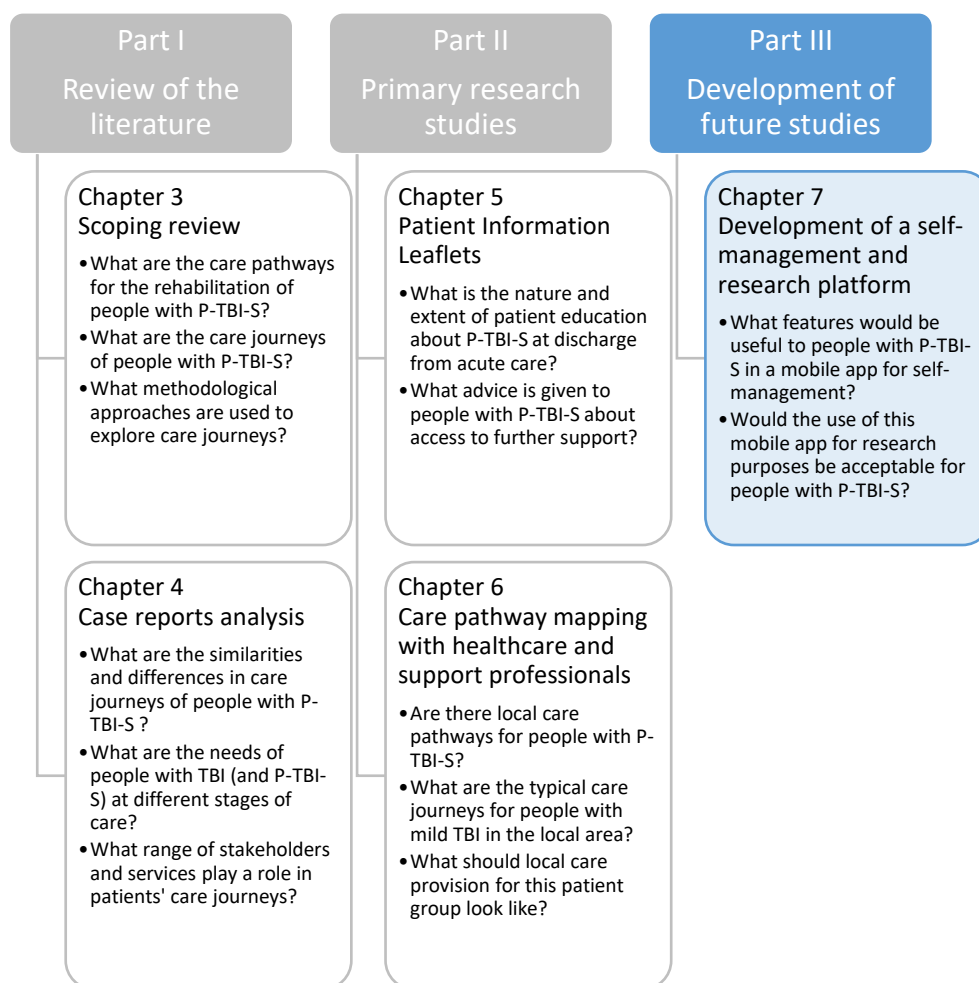 Part I
Review of the
literature
Chapter 3
Scoping review
•What are the care pathways
for the rehabilitation of
people with P-TBI-S?
•What are the care journeys
of people with P-TBI-S?
•What methodological
approaches are used to
explore care journeys?
Chapter 4
Case reports analysis
•What are the similarities
and differences in care
journeys of people with P-
TBI-S ?
•What are the needs of
people with TBI (and P-TBI-
S) at different stages of
care?
•What range of stakeholders
and services play a role in
patients' care journeys?
Part II
Primary research
studies
Chapter 5
Patient Information
Leaflets
•What is the nature and
extent of patient education
about P-TBI-S at discharge
from acute care?
•What advice is given to
people with P-TBI-S about
access to further support?
Chapter 6
Care pathway mapping
with healthcare and
support professionals
•Are there local care
pathways for people with P-
TBI-S?
•What are the typical care
journeys for people with
mild TBI in the local area?
•What should local care
provision for this patient
group look like?
Part III
Development of
future studies
Chapter 7
Development of a self-
management and
research platform
•What features would be
useful to people with P-TBI-
S in a mobile app for self-
management?
•Would the use of this
mobile app for research
purposes be acceptable for
people with P-TBI-S?